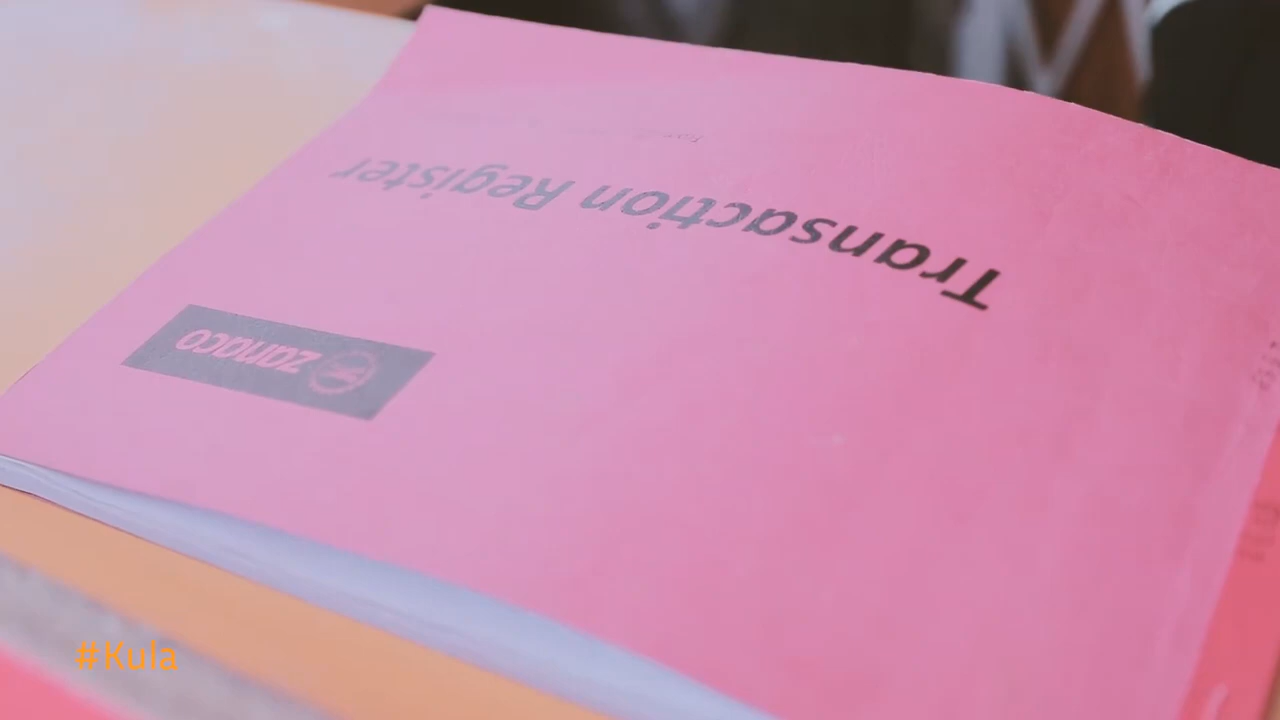 Transaction Register
zanaco
#Kula